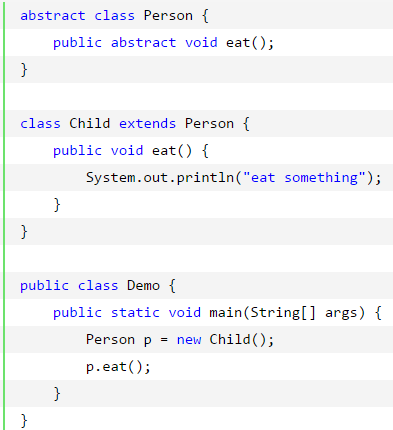 abstract class Person {
    public abstract void eat();
}
class Child extends Person {
    public void eat() {
        System.out.println("eat something");
    }
}
public class Demo {
    public static void main(String[] args) {
        Person p = new Child();
        p.eat();
    }
}